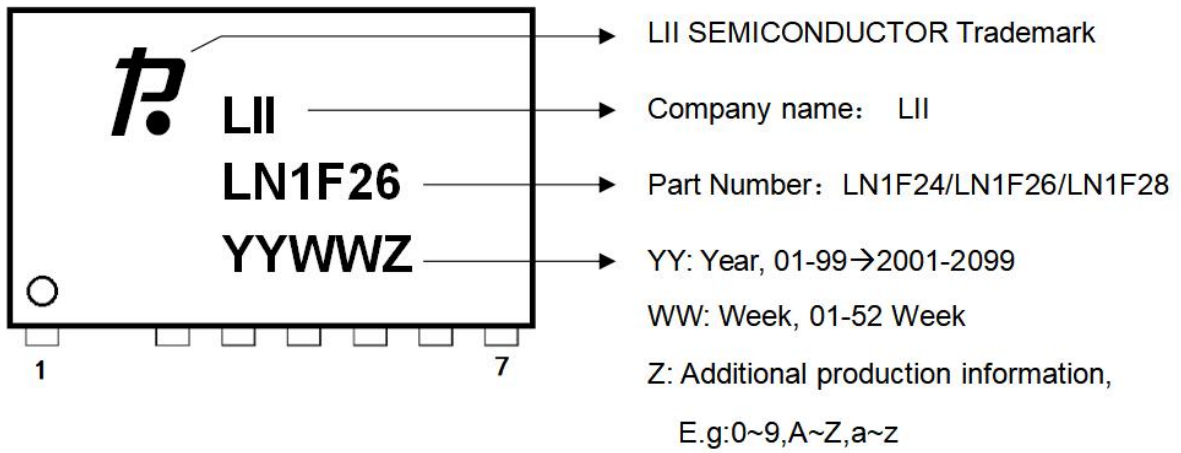 LII SEMICONDUCTOR Trademark
LII
Company name： LII
LN1F26
Part Number：LN1F24/LN1F26/LN1F28
YYWWZ
YY: Year, 01-99→2001-2099
WW: Week, 01-52 Week
1
7
Z: Additional production information,
E.g:0~9,A~Z,a~z